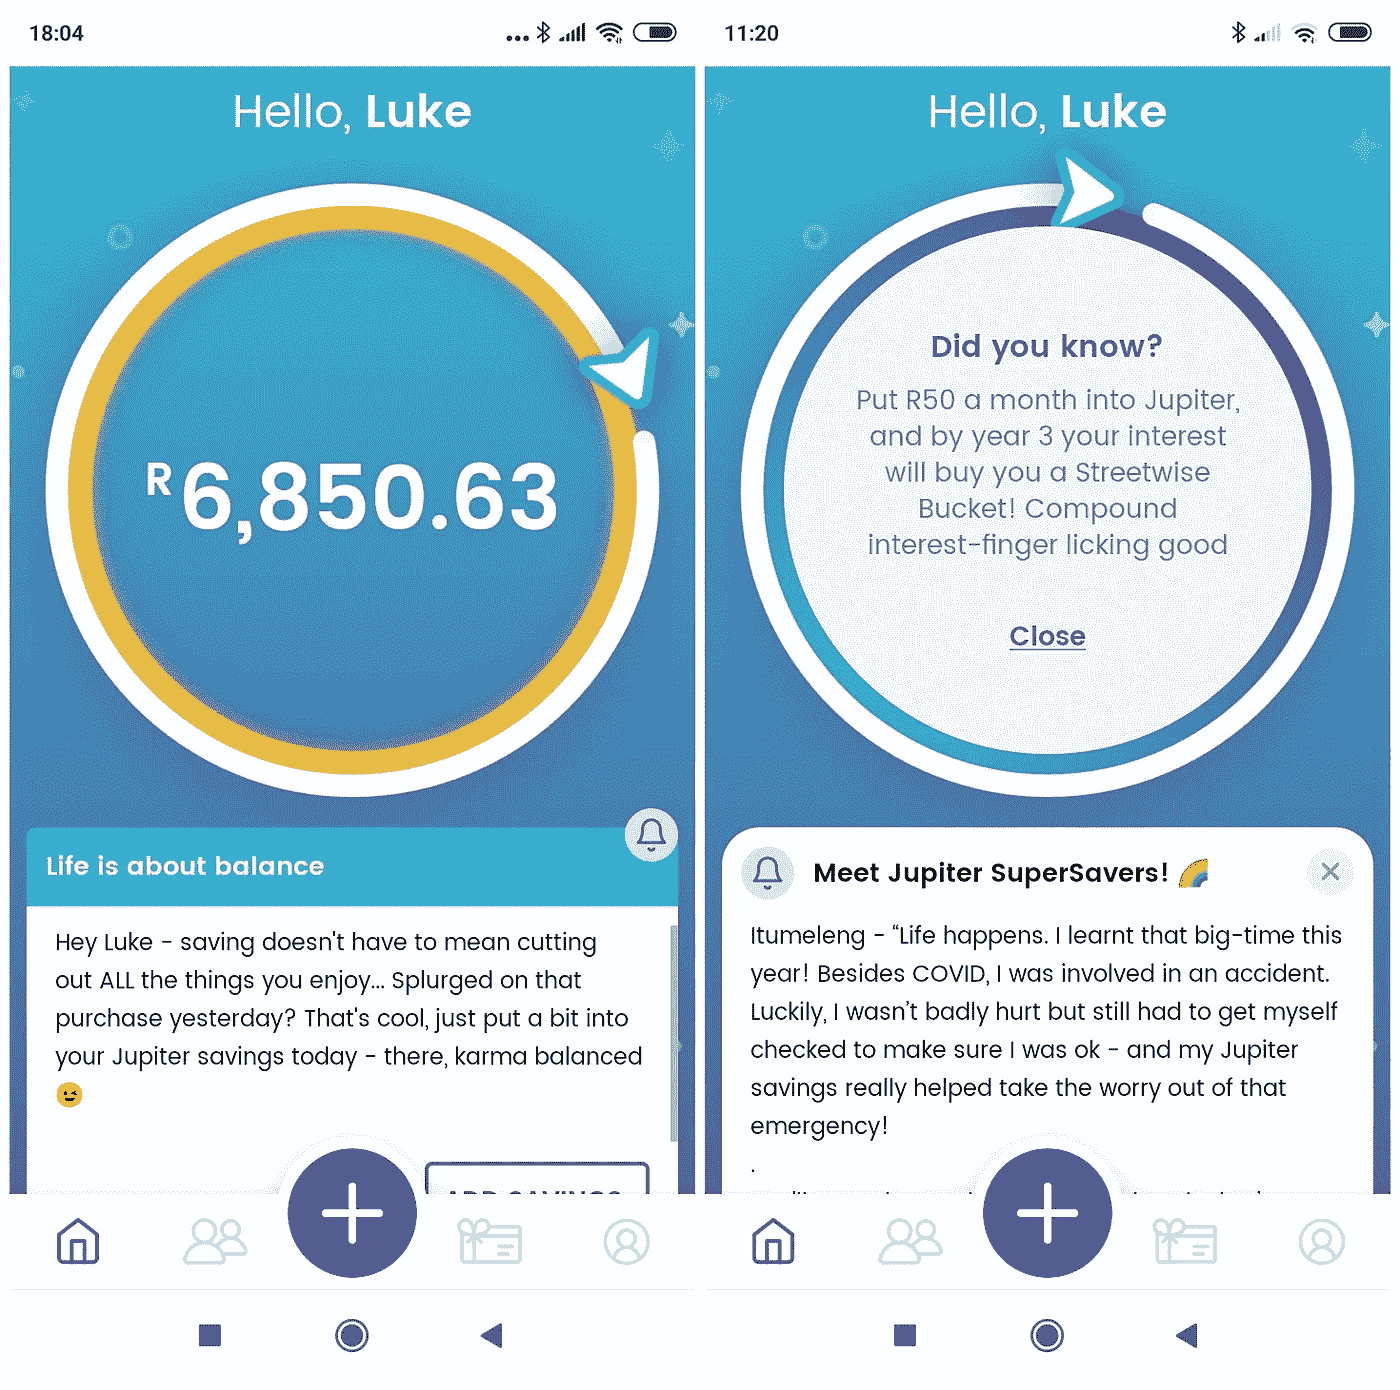 18:04
Hello, Luke
R6,850.63
Life is about balance
Hey Luke - saving doesn't have to mean cutting
out ALL the things you enjoy... Splurged on that
purchase yesterday? That's cool, just put a bit into
your Jupiter savings today - there, karma balanced
😉
ADD SAVINGS
11:20
Hello, Luke
Did you know?
Put R50 a month into Jupiter,
and by year 3 your interest
will buy you a Streetwise
Bucket! Compound
interest-finger licking good
Close
Meet Jupiter SuperSavers! 🌈
Itumeleng - “Life happens. I learnt that big-time this
year! Besides COVID, I was involved in an accident.
Luckily, I wasn’t badly hurt but still had to get myself
checked to make sure I was ok - and my Jupiter
savings really helped take the worry out of that
emergency!
.